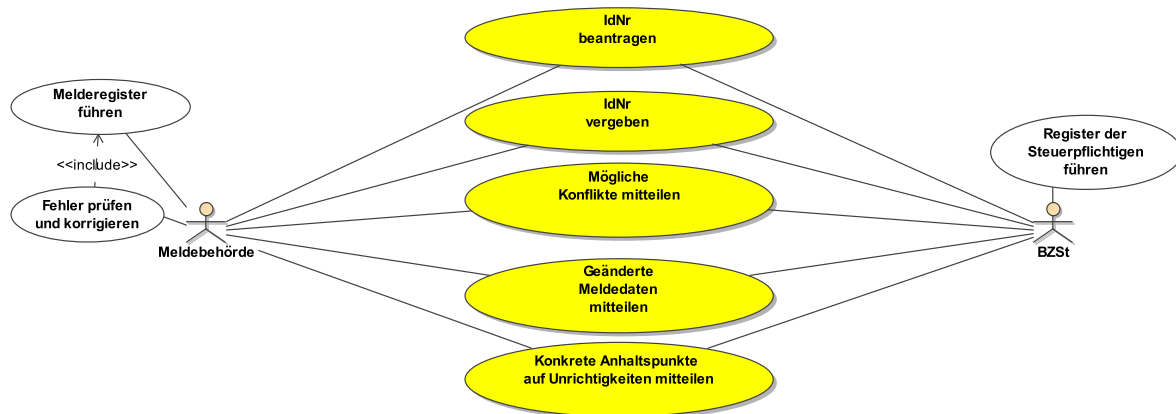 IdNr
beantragen
Melderegister
führen
IdNr
vergeben
<<include>>
Register der
Steuerpflichtigen
führen
Mögliche
Konflikte mitteilen
Fehler prüfen
und korrigieren
Meldebehörde
BZSt
Geänderte
Meldedaten
mitteilen
Konkrete Anhaltspunkte
auf Unrichtigkeiten mitteilen